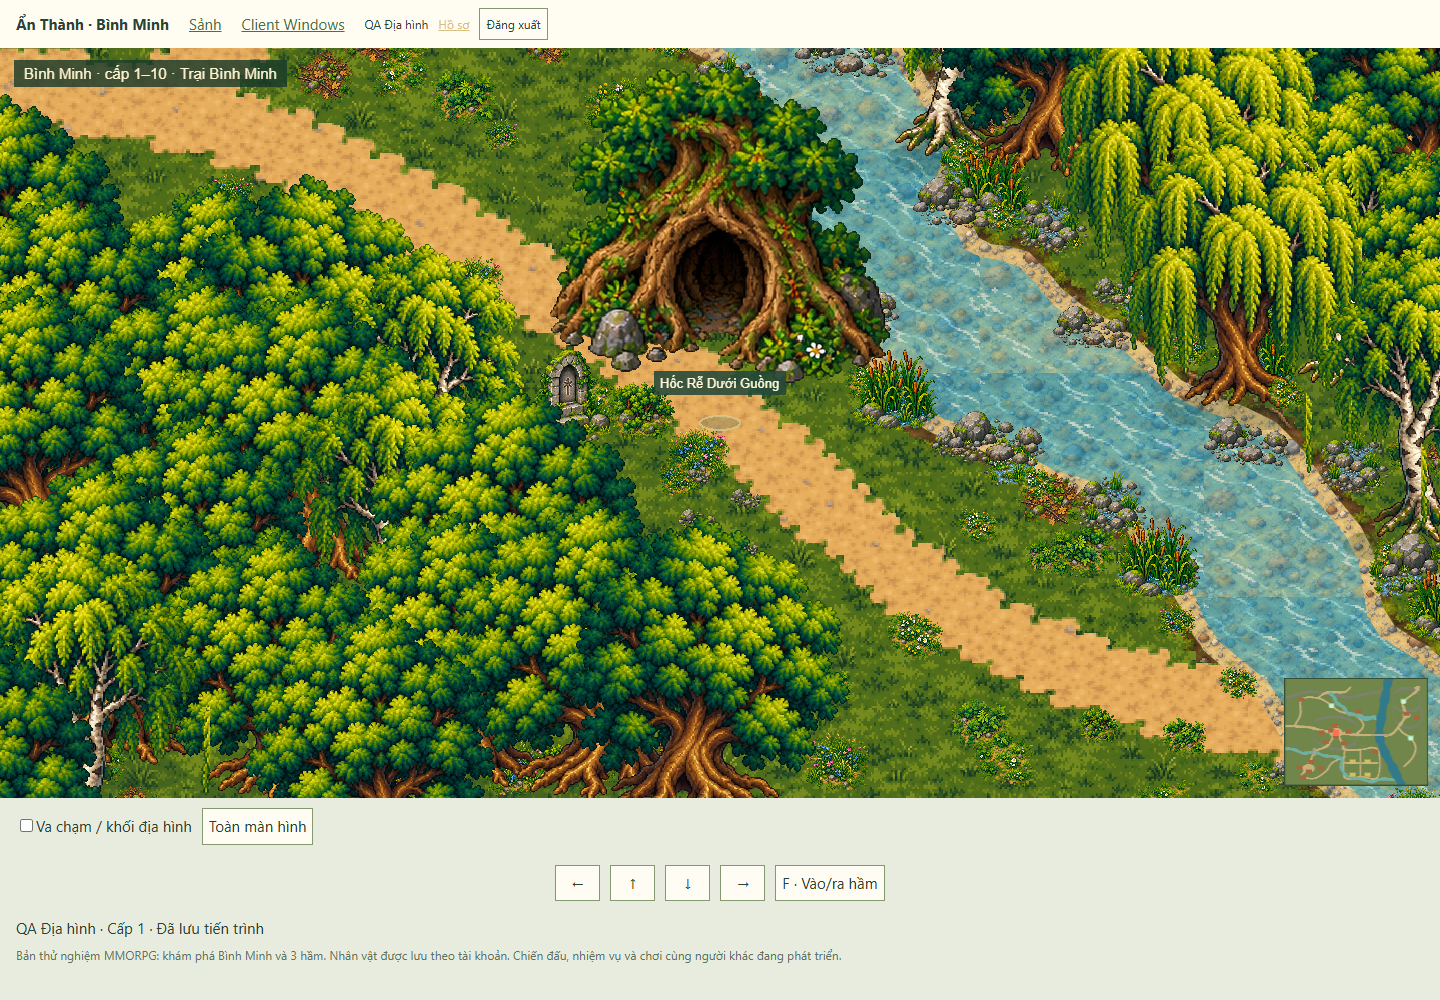 Ẩn Thành · Bình Minh Sảnh Client Windows QA Địa hình Hồ sơ Đăng xuất
Bình Minh · cấp 1–10 · Trại Bình Minh
Hốc Rễ Dưới Guồng
Va chạm / khối địa hình Toàn màn hình
← ↑ ↓ → F · Vào/ra hầm
QA Địa hình · Cấp 1 · Đã lưu tiến trình
Bản thử nghiệm MMORPG: khám phá Bình Minh và 3 hầm. Nhân vật được lưu theo tài khoản. Chiến đấu, nhiệm vụ và chơi cùng người khác đang phát triển.